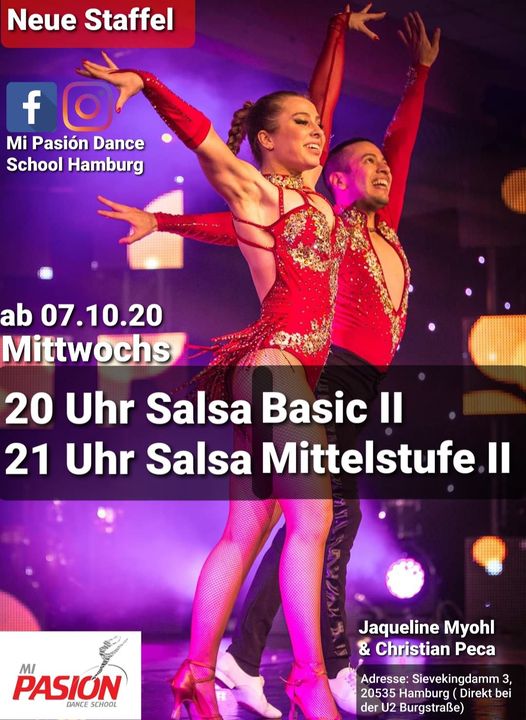 Neue Staffel
f
Mi Pasión Dance
School Hamburg
ab 07.10.20
Mittwochs
20 Uhr Salsa Basic II
21 Uhr Salsa Mittelstufe II
Jaqueline Myohl
& Christian Peca
Adresse: Sievekingdamm 3,
20535 Hamburg ( Direkt bei
der U2 Burgstraße)
MI
PASIÓN
DANCE SCHOOL